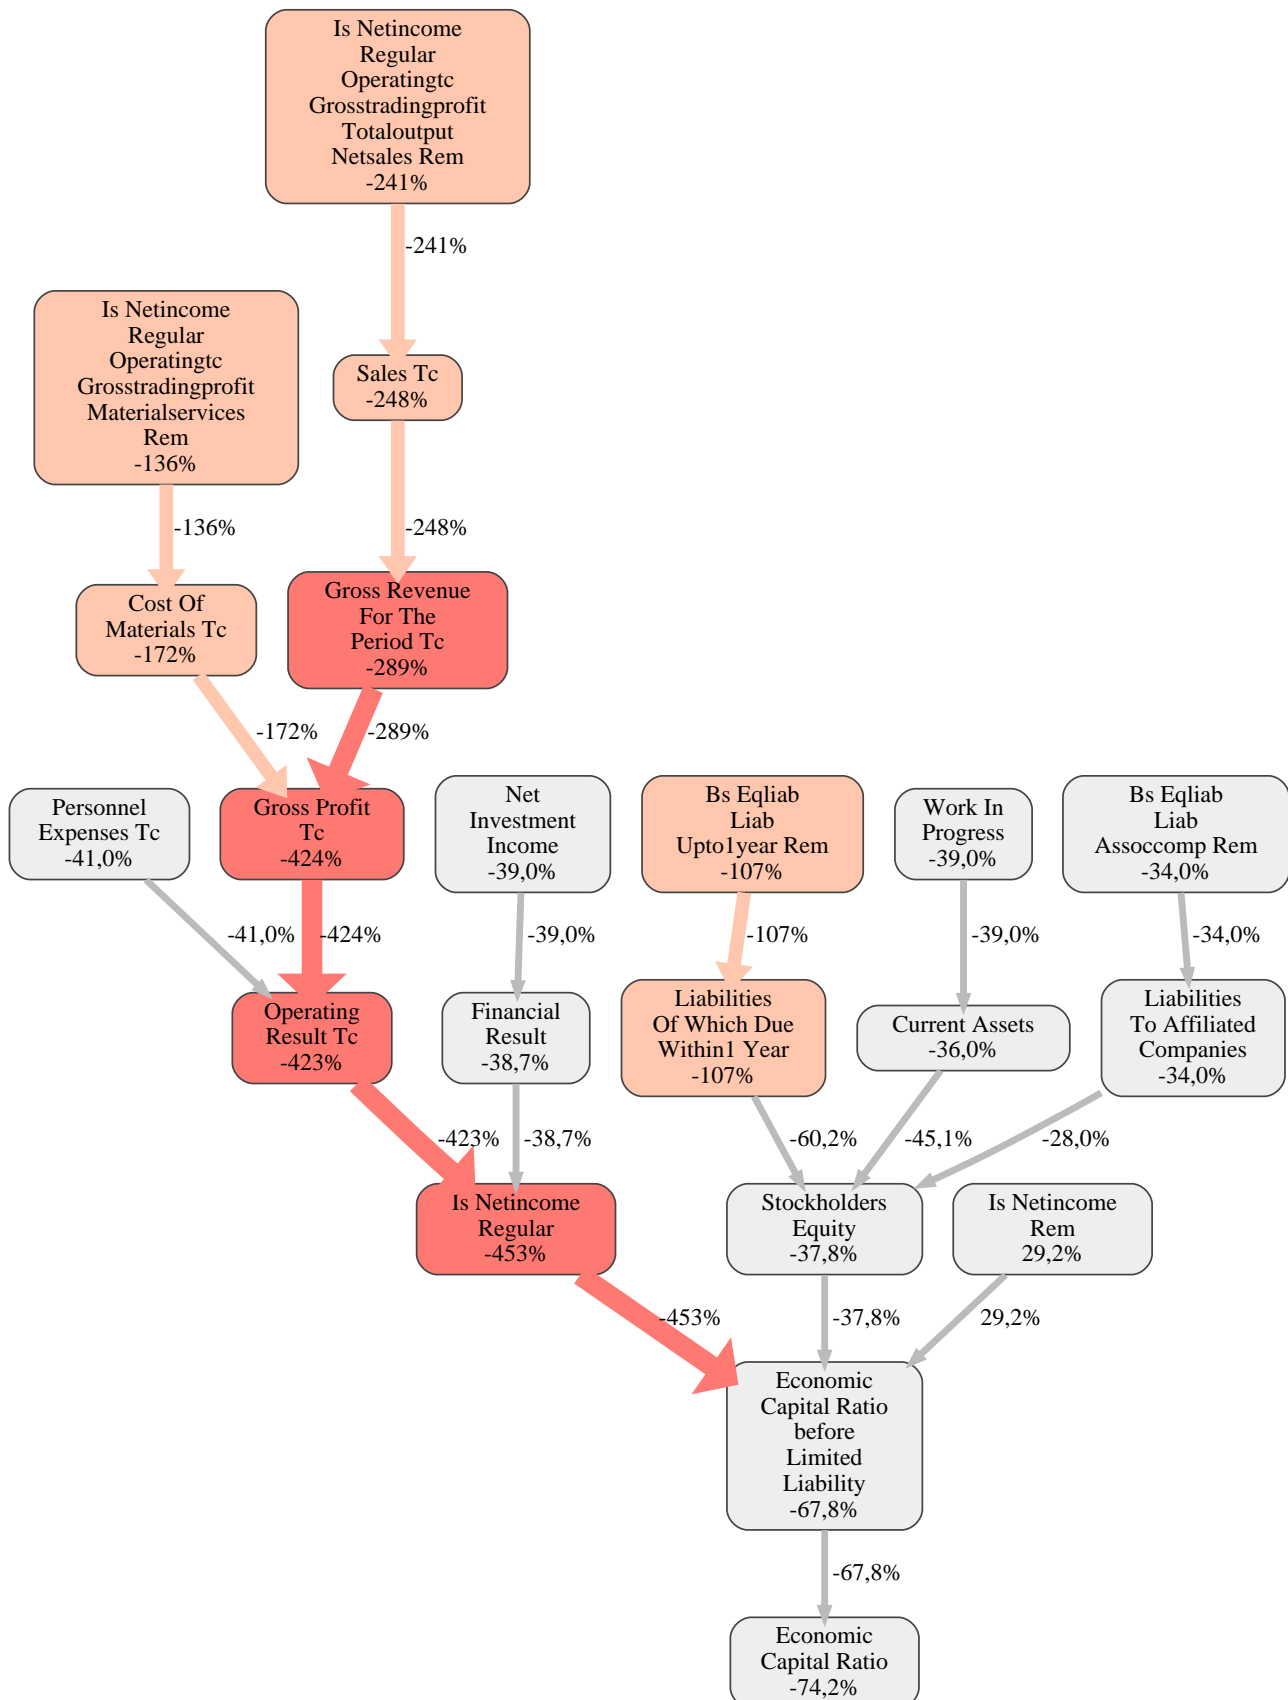 Is Netincome
Regular
Operatingtc
Grosstradingprofit
Totaloutput
Netsales Rem
-241%
-241%
Is Netincome
Regular
Operatingtc
Grosstradingprofit
Materialservices
Rem
-136%
Sales Tc
-248%
-136%
-248%
Cost Of
Materials Tc
-172%
Gross Revenue
For The
Period Tc
-289%
-172%
-289%
Personnel
Expenses Tc
-41,0%
Gross Profit
Tc
-424%
Net
Investment
Income
-39,0%
Bs Eqliab
Liab
Upto1year Rem
-107%
Work In
Progress
-39,0%
Bs Eqliab
Liab
Assoccomp Rem
-34,0%
-41,0%
-424%
-39,0%
-107%
-39,0%
-34,0%
Operating
Result Tc
-423%
Financial
Result
-38,7%
Liabilities
Of Which Due
Within1 Year
-107%
Current Assets
-36,0%
Liabilities
To Affiliated
Companies
-34,0%
-423%
-38,7%
-60,2%
-45,1%
-28,0%
Is Netincome
Regular
-453%
Stockholders
Equity
-37,8%
Is Netincome
Rem
29,2%
-453%
-37,8%
29,2%
Economic
Capital Ratio
before
Limited
Liability
-67,8%
-67,8%
Economic
Capital Ratio
-74,2%